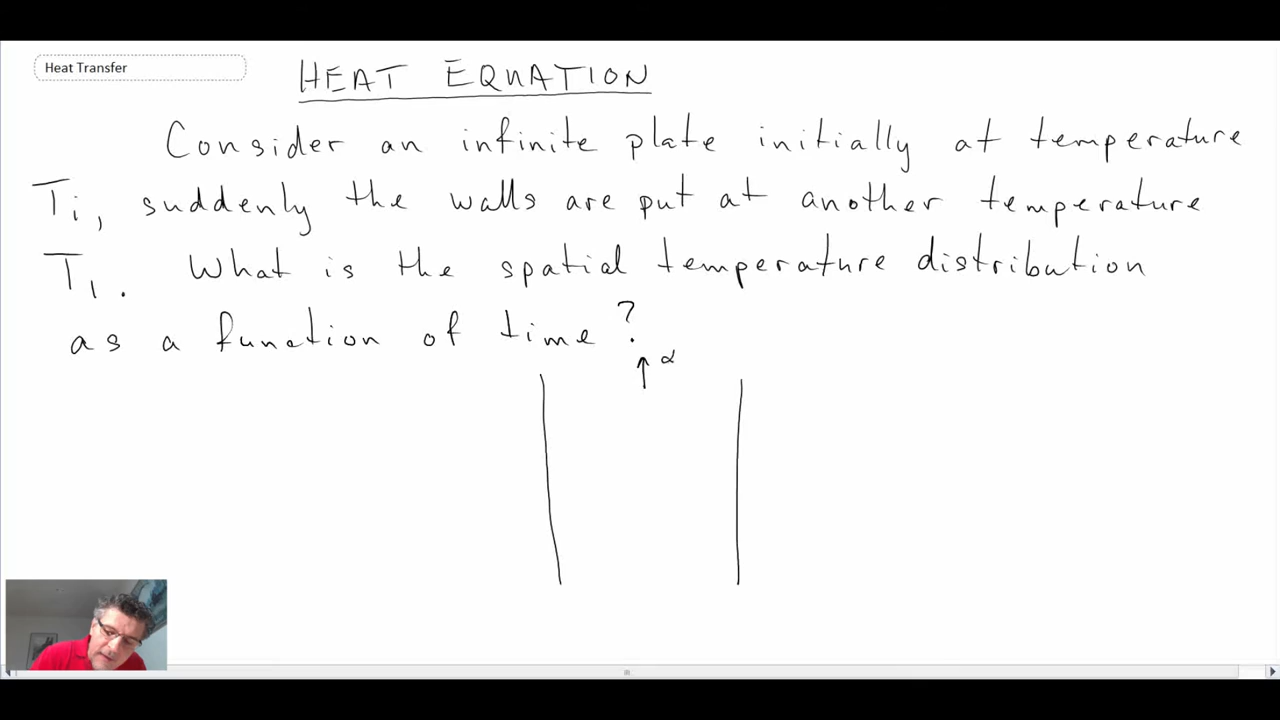 Heat Transfer
HEAT EQUATION
Consider an infinite plate initially at temperature
Ti, suddenly the walls are put at another temperature
T1. What is the spatial temperature distribution
as a function of time?
↑ α